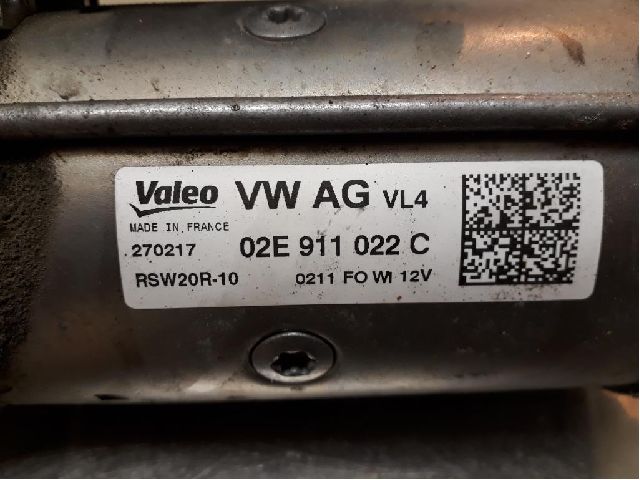 Valeo VW AG VL4
MADE IN FRANCE
270217 02E 911 022 C
RSW20R-10 0211 FO WI 12V